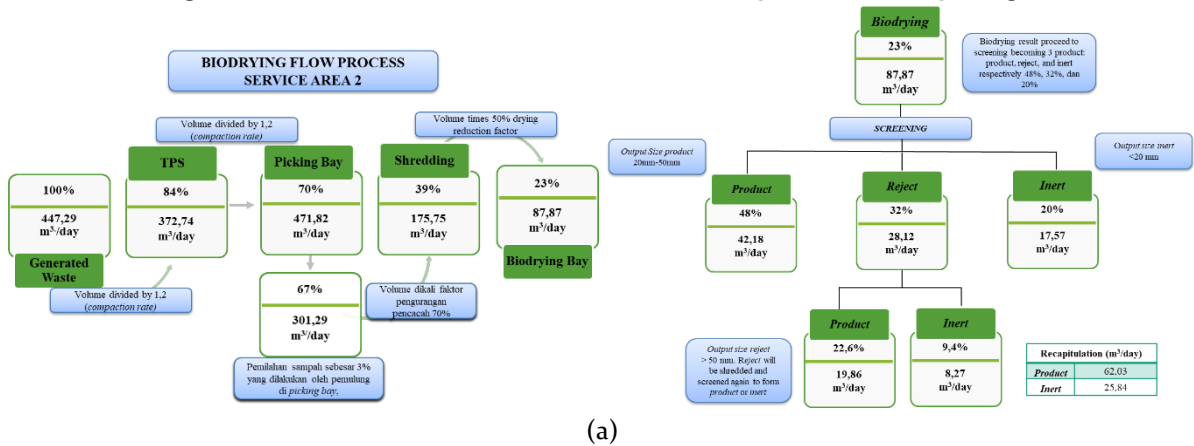 BIODRYING FLOW PROCESS
SERVICE AREA 2
Volume divided by 1,2
(compaction rate)
Volume times 50% drying
reduction factor
100%
447,29
m³/day
Generated
Waste
TPS
84%
372,74
m³/day
Picking Bay
70%
471,82
m³/day
Shredding
39%
175,75
m³/day
23%
87,87
m³/day
Biodrying Bay
Volume divided by 1,2
(compaction rate)
67%
301,29
m³/day
Volume dikali faktor
pengurangan
pencacah 70%
Pemilahan sampah sebesar 3%
yang dilakukan oleh pemulung
di picking bay,
Biodrying
23%
87,87
m³/day
Biodrying result proceed to
screening becoming 3 product:
product, reject, and inert
respectively 48%, 32%, dan
20%
SCREENING
Output Size product
20mm-50mm
Output size inert
<20 mm
Product
48%
42,18
m³/day
Reject
32%
28,12
m³/day
Inert
20%
17,57
m³/day
Output size reject
> 50 mm. Reject will
be shredded and
screened again to form
product or inert
Product
22,6%
19,86
m³/day
Inert
9,4%
8,27
m³/day
Recapitulation (m³/day)
Product 62.03
Inert 25,84
(a)